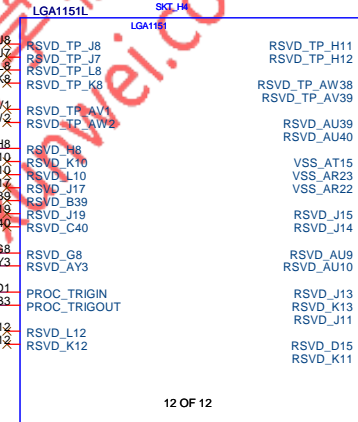 LGA1151L
SKT_H4
LGA1151
RSVD_TP_J8
RSVD_TP_J7
RSVD_TP_L8
RSVD_TP_K8
RSVD_TP_AV1
RSVD_TP_AW2
RSVD_H8
RSVD_K10
RSVD_L10
RSVD_J17
RSVD_B39
RSVD_J19
RSVD_C40
RSVD_G8
RSVD_AY3
PROC_TRIGIN
PROC_TRIGOUT
RSVD_L12
RSVD_K12
RSVD_TP_H11
RSVD_TP_H12
RSVD_TP_AW38
RSVD_TP_AV39
RSVD_AU39
RSVD_AU40
VSS_AT15
VSS_AR23
VSS_AR22
RSVD_J15
RSVD_J14
RSVD_AU9
RSVD_AU10
RSVD_J13
RSVD_K13
RSVD_J11
RSVD_D15
RSVD_K11
12 OF 12